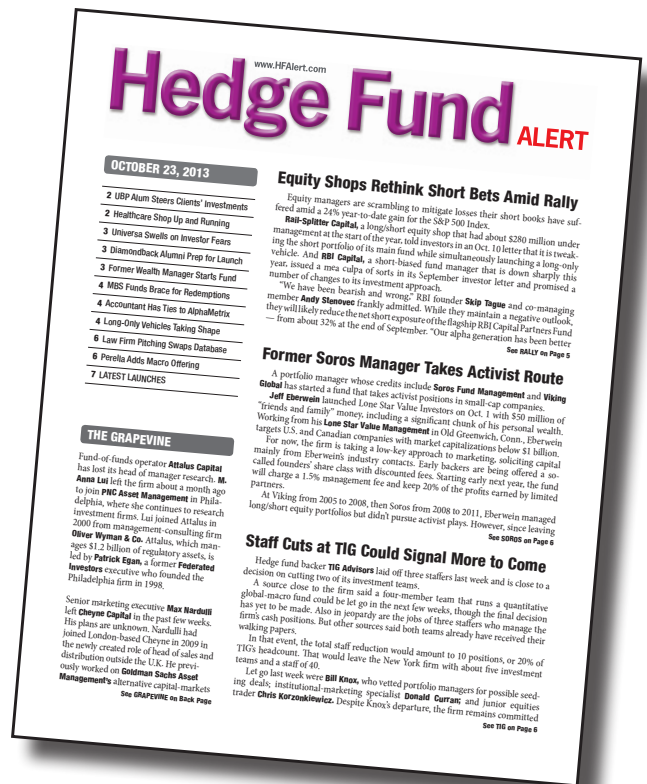 www.HFAlert.com
Hedge Fund
ALERT
OCTOBER 23, 2013
2 UBP Alum Steers Clients' Investments
2 Healthcare Shop Up and Running
3 Universa Swells on Investor Fears
3 Diamondback Alumni Prep for Launch
3 Former Wealth Manager Starts Fund
4 MBS Funds Brace for Redemptions
4 Accountant Has Ties to AlphaMetrix
4 Long-Only Vehicles Taking Shape
6 Law Firm Pitching Swaps Database
6 Perella Adds Macro Offering
7 LATEST LAUNCHES
THE GRAPEVINE
Fund-of-funds operator Attalus Capital
has lost its head of manager research. M.
Anna Lui left the firm about a month ago
to join PNC Asset Management in Phila-
delphia, where she continues to research
investment firms. Lui joined Attalus in
2000 from management-consulting firm
Oliver Wyman & Co. Attalus, which man-
ages $1.2 billion of regulatory assets, is
led by Patrick Egan, a former Federated
Investors executive who founded the
Philadelphia firm in 1998.
Senior marketing executive Max Nardulli
left Cheyne Capital in the past few weeks.
His plans are unknown. Nardulli had
joined London-based Cheyne in 2009 in
the newly created role of head of sales and
distribution outside the U.K. He previ-
ously worked on Goldman Sachs Asset
Management's alternative capital-markets
See GRAPEVINE on Back Page
Equity Shops Rethink Short Bets Amid Rally
Equity managers are scrambling to mitigate losses their short books have suf-
fered amid a 24% year-to-date gain for the S&P 500 Index.
Rail-Splitter Capital, a long/short equity shop that had about $280 million under
management at the start of the year, told investors in an Oct. 10 letter that it is tweak-
ing the short portfolio of its main fund while simultaneously launching a long-only
vehicle. And RBI Capital, a short-biased fund manager that is down sharply this
year, issued a mea culpa of sorts in its September investor letter and promised a
number of changes to its investment approach.
"We have been bearish and wrong," RBI founder Skip Tague and co-managing
member Andy Stenovec frankly admitted. While they maintain a negative outlook,
they will likely reduce the net short exposure of the flagship RBI Capital Partners Fund
— from about 32% at the end of September. "Our alpha generation has been better
See RALLY on Page 5
Former Soros Manager Takes Activist Route
A portfolio manager whose credits include Soros Fund Management and Viking
Global has started a fund that takes activist positions in small-cap companies.
Jeff Eberwein launched Lone Star Value Investors on Oct. 1 with $50 million of
"friends and family" money, including a significant chunk of his personal wealth.
Working from his Lone Star Value Management in Old Greenwich, Conn., Eberwein
targets U.S. and Canadian companies with market capitalizations below $1 billion.
For now, the firm is taking a low-key approach to marketing, soliciting capital
mainly from Eberwein's industry contacts. Early backers are being offered a so-
called founders' share class with discounted fees. Starting early next year, the fund
will charge a 1.5% management fee and keep 20% of the profits earned by limited
partners.
At Viking from 2005 to 2008, then Soros from 2008 to 2011, Eberwein managed
long/short equity portfolios but didn't pursue activist plays. However, since leaving
See SOROS on Page 6
Staff Cuts at TIG Could Signal More to Come
Hedge fund backer TIG Advisors laid off three staffers last week and is close to a
decision on cutting two of its investment teams.
A source close to the firm said a four-member team that runs a quantitative
global-macro fund could be let go in the next few weeks, though the final decision
has yet to be made. Also in jeopardy are the jobs of three staffers who manage the
firm's cash positions. But other sources said both teams already have received their
walking papers.
In that event, the total staff reduction would amount to 10 positions, or 20% of
TIG's headcount. That would leave the New York firm with about five investment
teams and a staff of 40.
Let go last week were Bill Knox, who vetted portfolio managers for possible seed-
ing deals; institutional-marketing specialist Donald Curran; and junior equities
trader Chris Korzonkiewicz. Despite Knox's departure, the firm remains committed
See TIG on Page 6